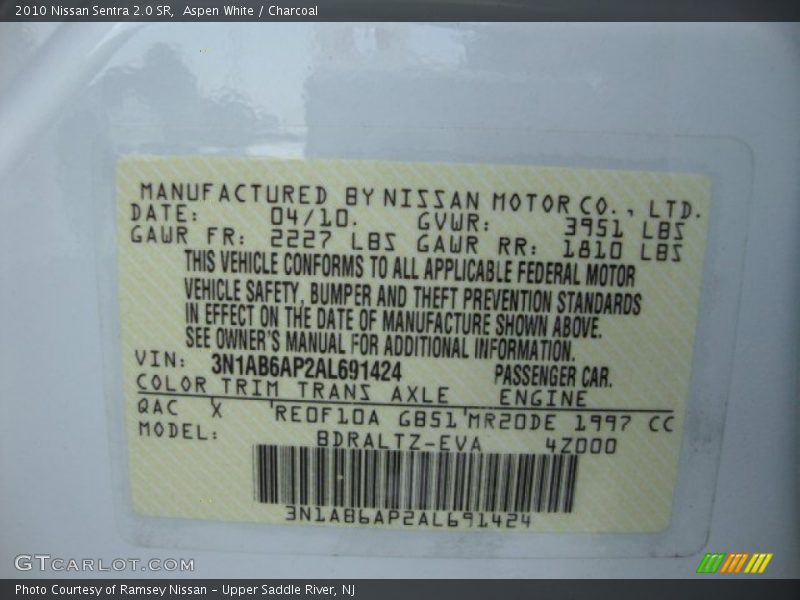 2010 Nissan Sentra 2.0 SR,  Aspen White / Charcoal
MANUFACTURED BY NISSAN MOTOR CO., LTD.
DATE: 04/10. GVWR: 3951 LBS
GAWR FR: 2227 LBS GAWR RR: 1810 LBS
THIS VEHICLE CONFORMS TO ALL APPLICABLE FEDERAL MOTOR
VEHICLE SAFETY, BUMPER AND THEFT PREVENTION STANDARDS
IN EFFECT ON THE DATE OF MANUFACTURE SHOWN ABOVE.
SEE OWNER'S MANUAL FOR ADDITIONAL INFORMATION.
VIN: 3N1AB6AP2AL691424 PASSENGER CAR.
COLOR TRIM TRANS AXLE ENGINE
QAC X RE0F10A GB51 MR20DE 1997 CC
MODEL: BDRALTZ-EVA 4Z000
3N1AB6AP2AL691424
GTCARLOT.COM
Photo Courtesy of Ramsey Nissan - Upper Saddle River, NJ